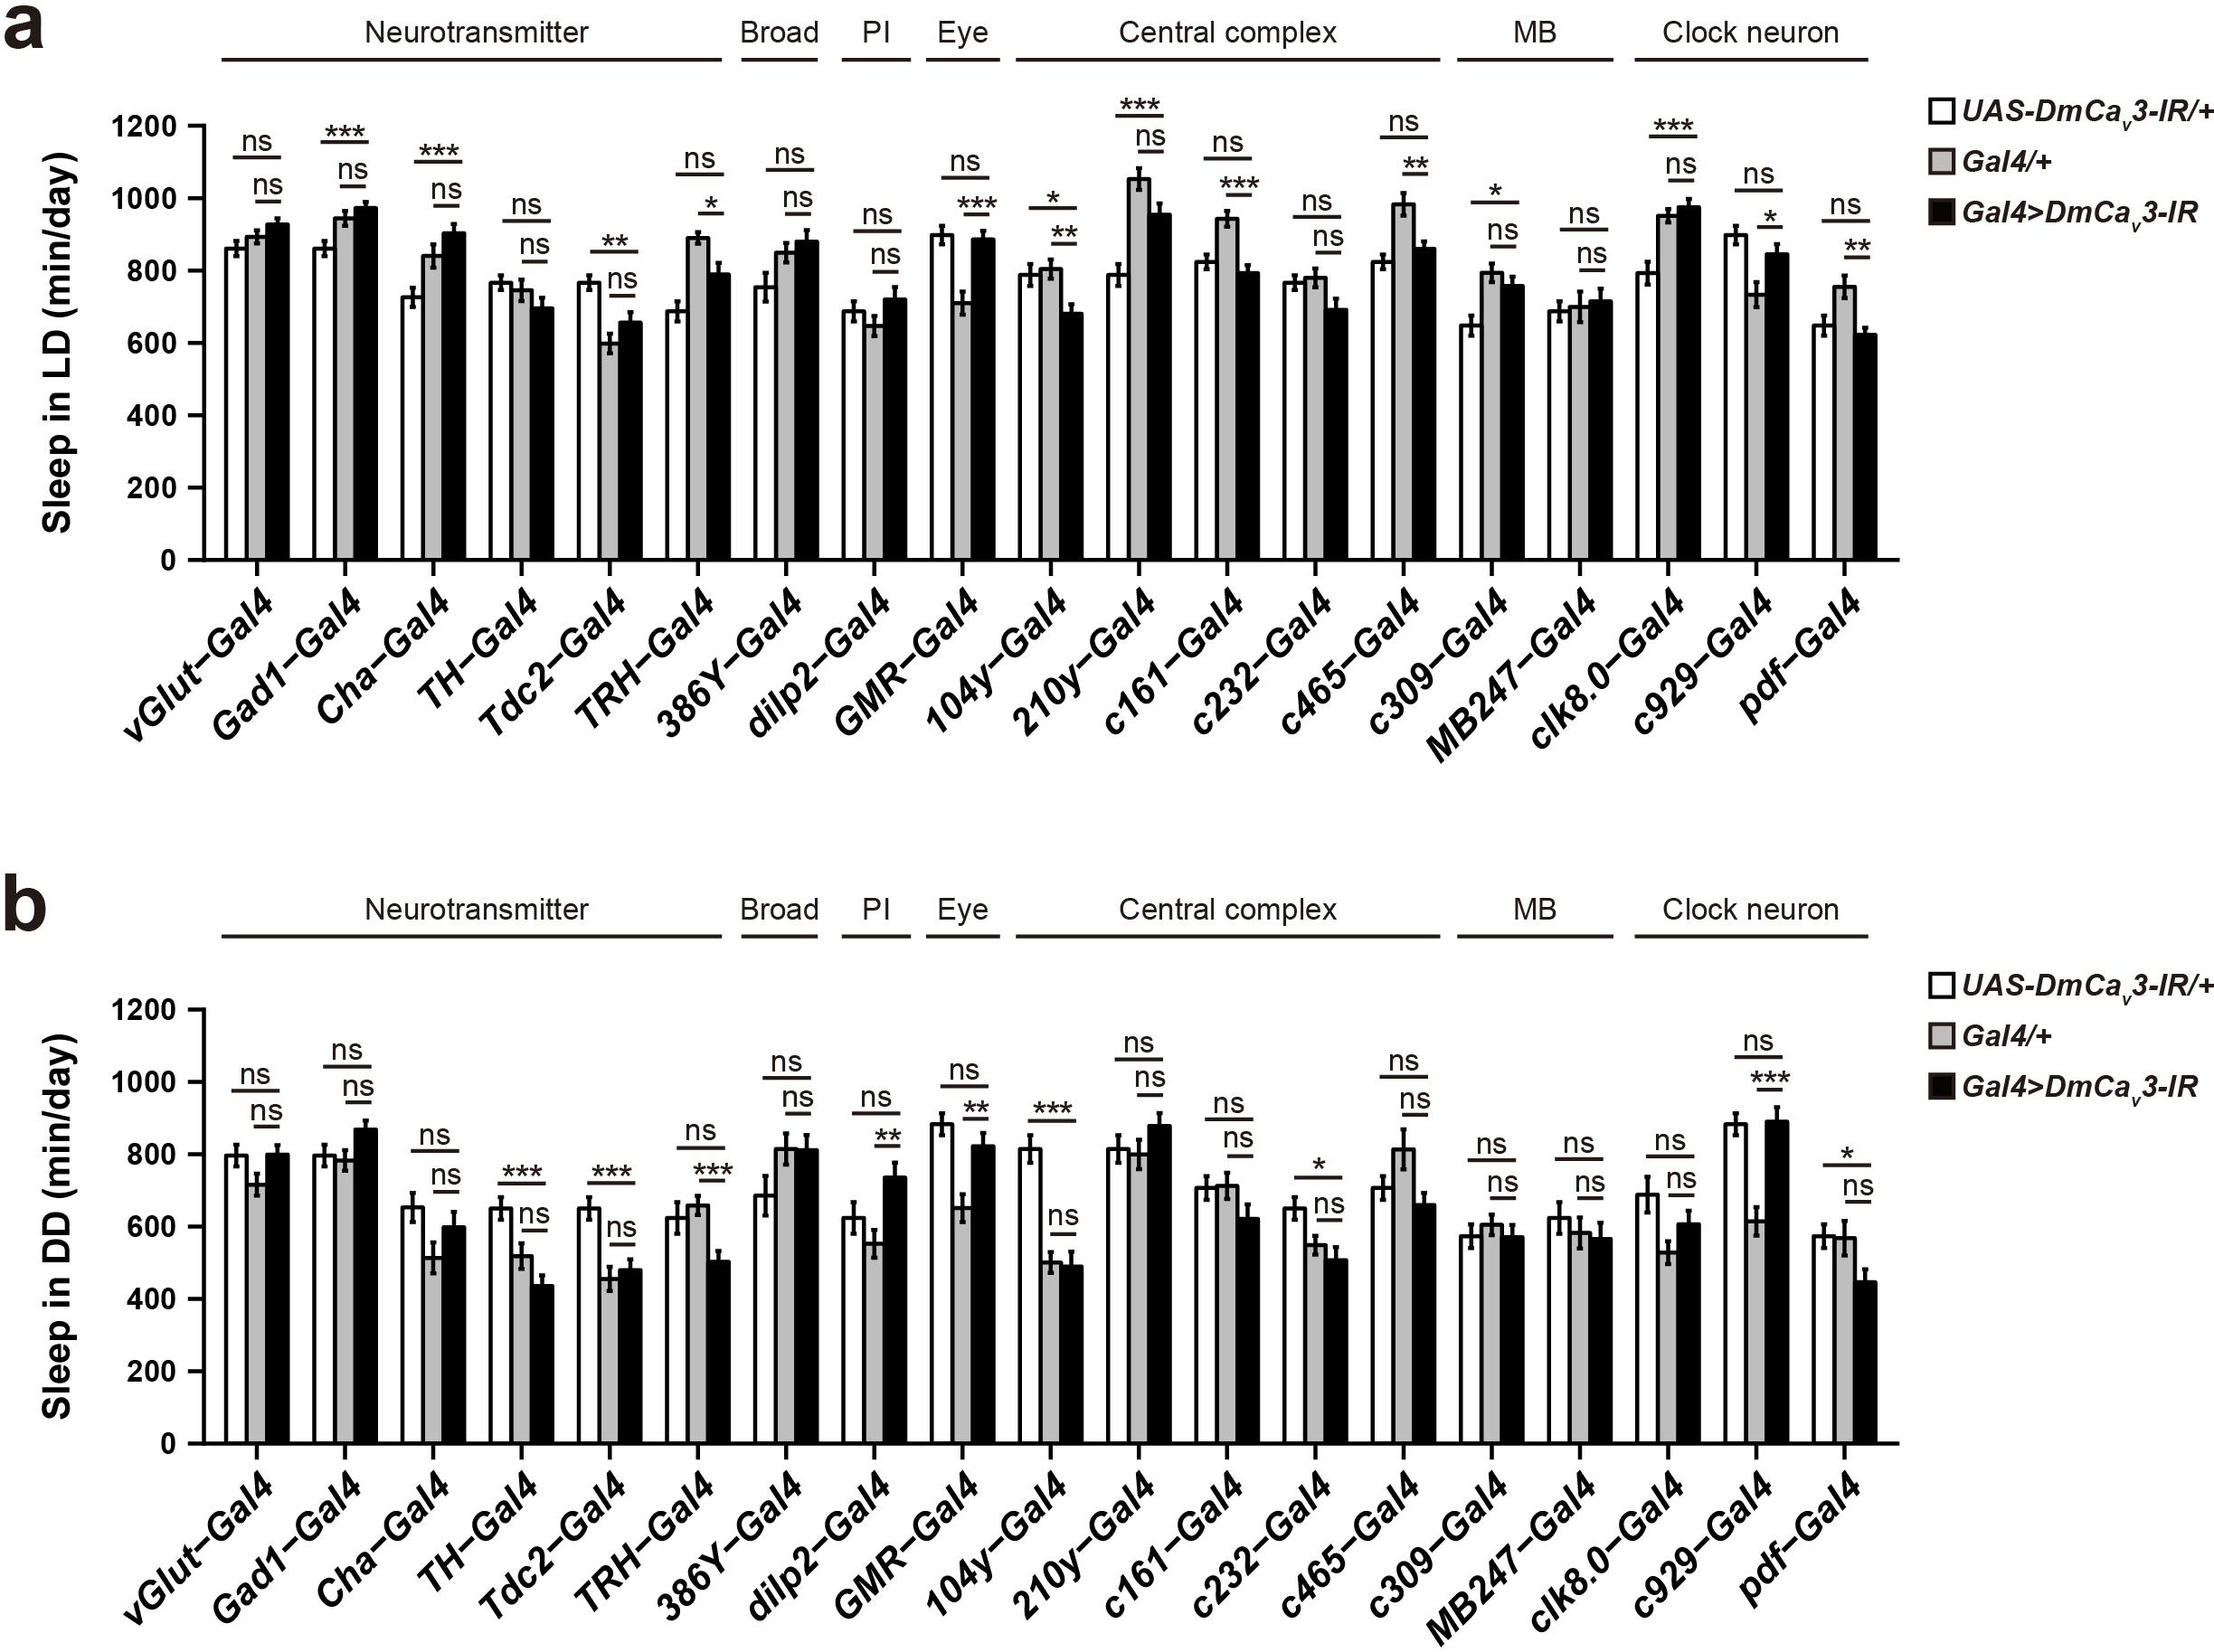 a
Neurotransmitter Broad PI Eye Central complex MB Clock neuron
UAS-DmCav3-IR/+
Gal4/+
Gal4>DmCav3-IR
Sleep in LD (min/day)
1200
1000
800
600
400
200
0
ns ns
*** ns
*** ns
ns ns
** ns
ns *
ns ns
ns ns
ns ***
* **
*** ns
ns ***
ns ns
ns **
* ns
ns ns
*** ns
ns *
ns **
vGlut–Gal4
Gad1–Gal4
Cha–Gal4
TH–Gal4
Tdc2–Gal4
TRH–Gal4
386Y–Gal4
dilp2–Gal4
GMR–Gal4
104y–Gal4
210y–Gal4
c161–Gal4
c232–Gal4
c465–Gal4
c309–Gal4
MB247–Gal4
clk8.0–Gal4
c929–Gal4
pdf–Gal4
b
Neurotransmitter Broad PI Eye Central complex MB Clock neuron
UAS-DmCav3-IR/+
Gal4/+
Gal4>DmCav3-IR
Sleep in DD (min/day)
1200
1000
800
600
400
200
0
ns ns
ns ns
ns ns
*** ns
*** ns
ns ***
ns ns
ns **
ns **
*** ns
ns ns
ns ns
* ns
ns ns
ns ns
ns ns
ns ns
ns ***
* ns
vGlut–Gal4
Gad1–Gal4
Cha–Gal4
TH–Gal4
Tdc2–Gal4
TRH–Gal4
386Y–Gal4
dilp2–Gal4
GMR–Gal4
104y–Gal4
210y–Gal4
c161–Gal4
c232–Gal4
c465–Gal4
c309–Gal4
MB247–Gal4
clk8.0–Gal4
c929–Gal4
pdf–Gal4